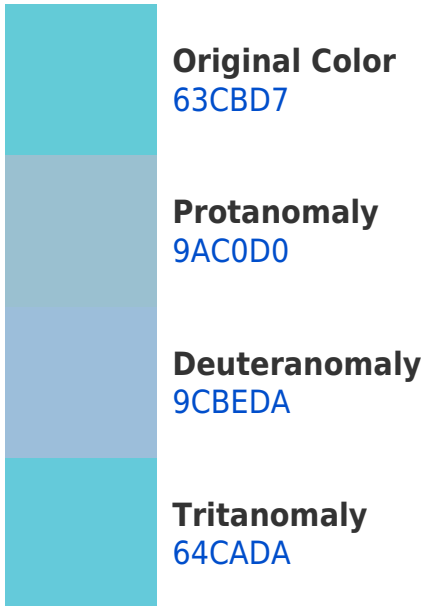 Original Color
63CBD7
Protanomaly
9AC0D0
Deuteranomaly
9CBEDA
Tritanomaly
64CADA